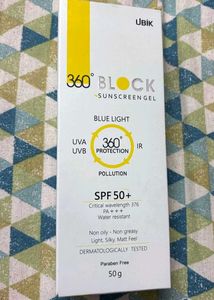 UBIK
360° BLOCK
SUNSCREEN GEL
BLUE LIGHT
UVA
UVB
360°
PROTECTION
IR
POLLUTION
SPF 50+
Critical wavelength 376
PA+++
Water resistant
Non oily - Non greasy
Light, Silky, Matt Feel
DERMATOLOGICALLY TESTED
Paraben Free
50 g